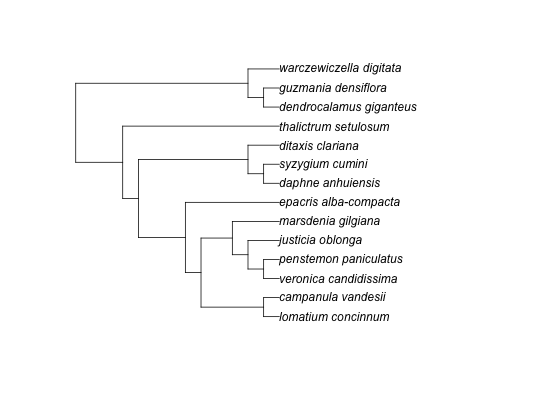 warczewiczella digitata
guzmania densiflora
dendrocalamus giganteus
thalictrum setulosum
ditaxis clariana
syzygium cumini
daphne anhuiensis
epacris alba-compacta
marsdenia gilgiana
justicia oblonga
penstemon paniculatus
veronica candidissima
campanula vandesii
lomatium concinnum